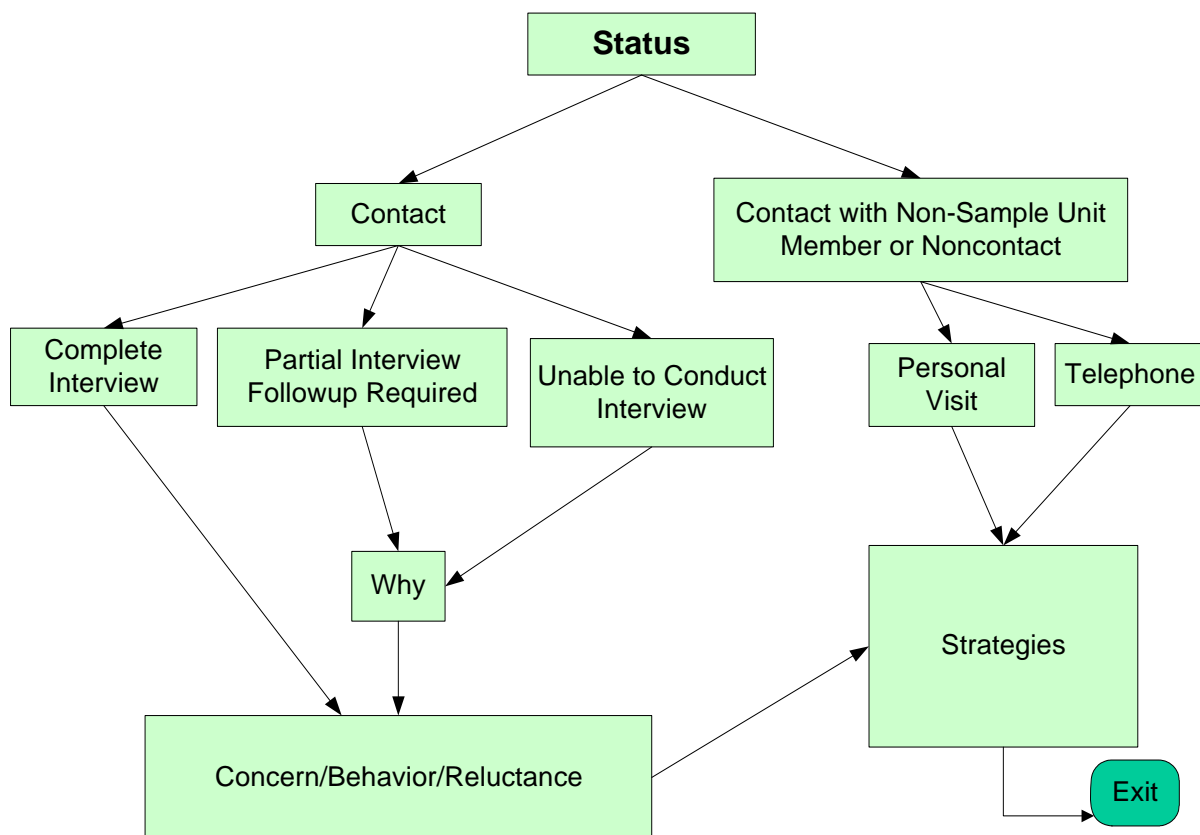 Status
Contact
Contact with Non-Sample Unit
Member or Noncontact
Complete
Interview
Partial Interview
Followup Required
Unable to Conduct
Interview
Personal
Visit
Telephone
Why
Strategies
Concern/Behavior/Reluctance
Exit